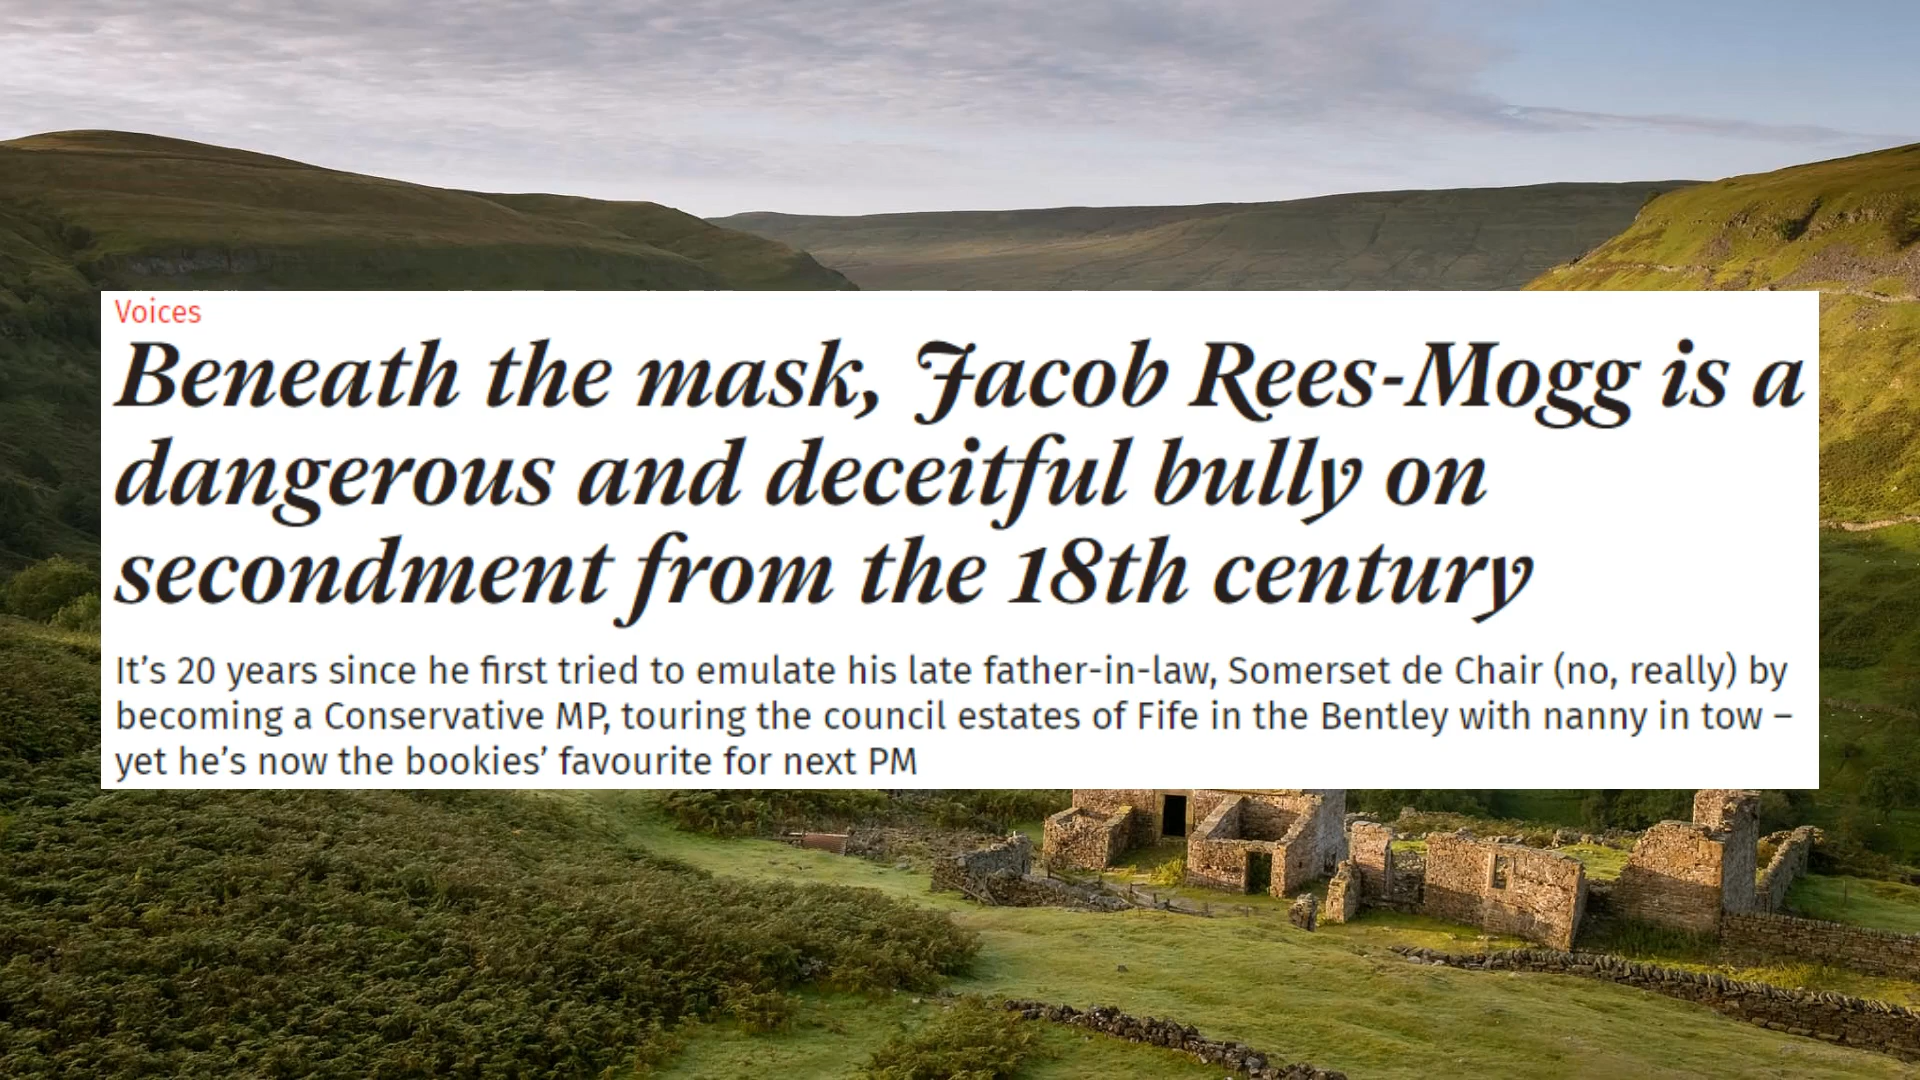 Voices
Beneath the mask, Jacob Rees-Mogg is a
dangerous and deceitful bully on
secondment from the 18th century
It’s 20 years since he first tried to emulate his late father-in-law, Somerset de Chair (no, really) by
becoming a Conservative MP, touring the council estates of Fife in the Bentley with nanny in tow –
yet he’s now the bookies’ favourite for next PM